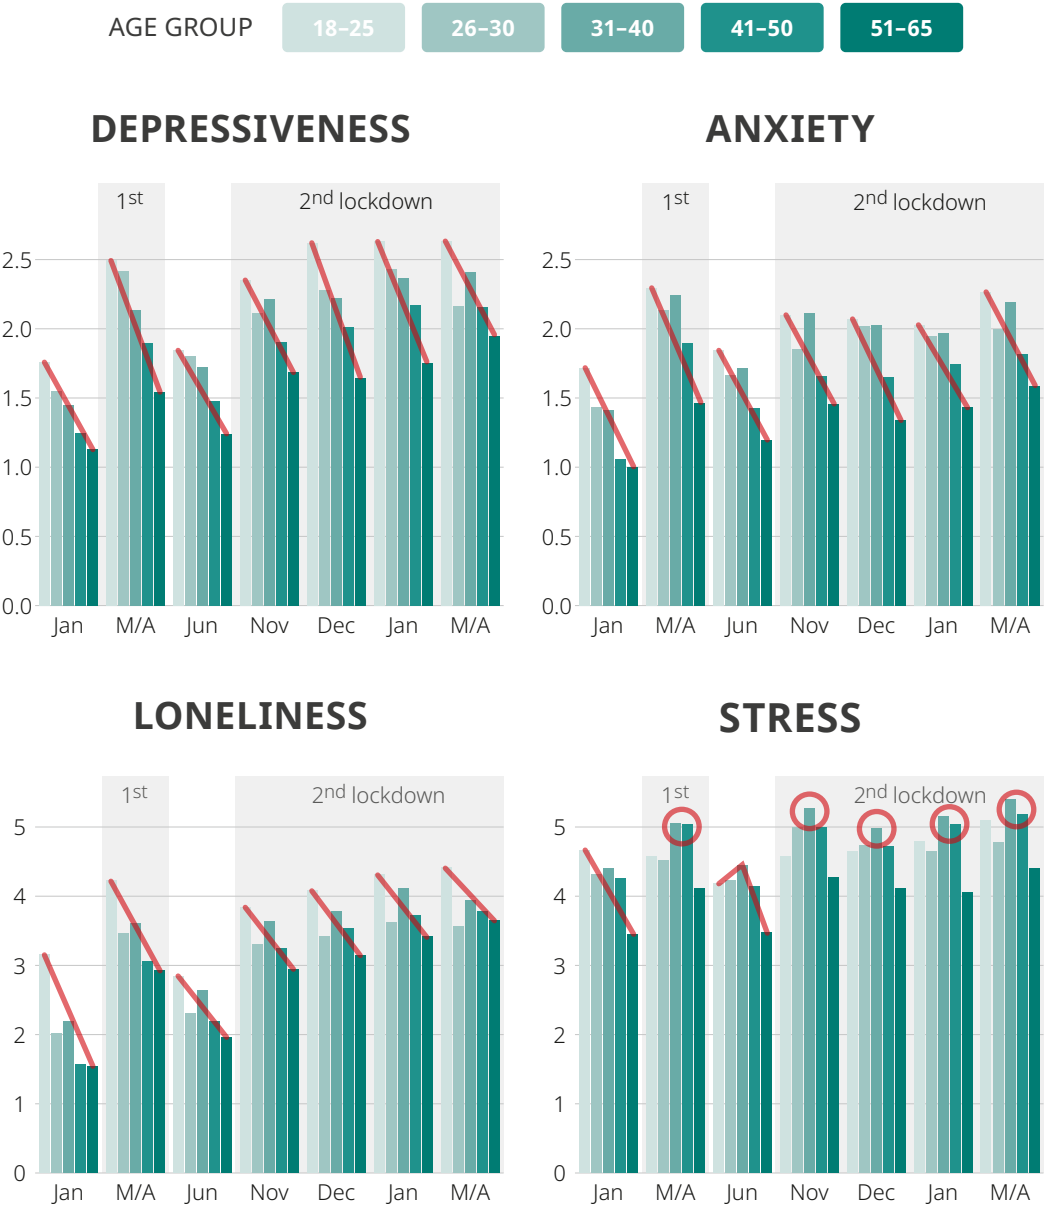 AGE GROUP 18–25 26–30 31–40 41–50 51–65
DEPRESSIVENESS
1st 2nd lockdown
2.5
2.0
1.5
1.0
0.5
0.0
Jan M/A Jun Nov Dec Jan M/A
ANXIETY
1st 2nd lockdown
2.5
2.0
1.5
1.0
0.5
0.0
Jan M/A Jun Nov Dec Jan M/A
LONELINESS
1st 2nd lockdown
5
4
3
2
1
0
Jan M/A Jun Nov Dec Jan M/A
STRESS
1st 2nd lockdown
5
4
3
2
1
0
Jan M/A Jun Nov Dec Jan M/A